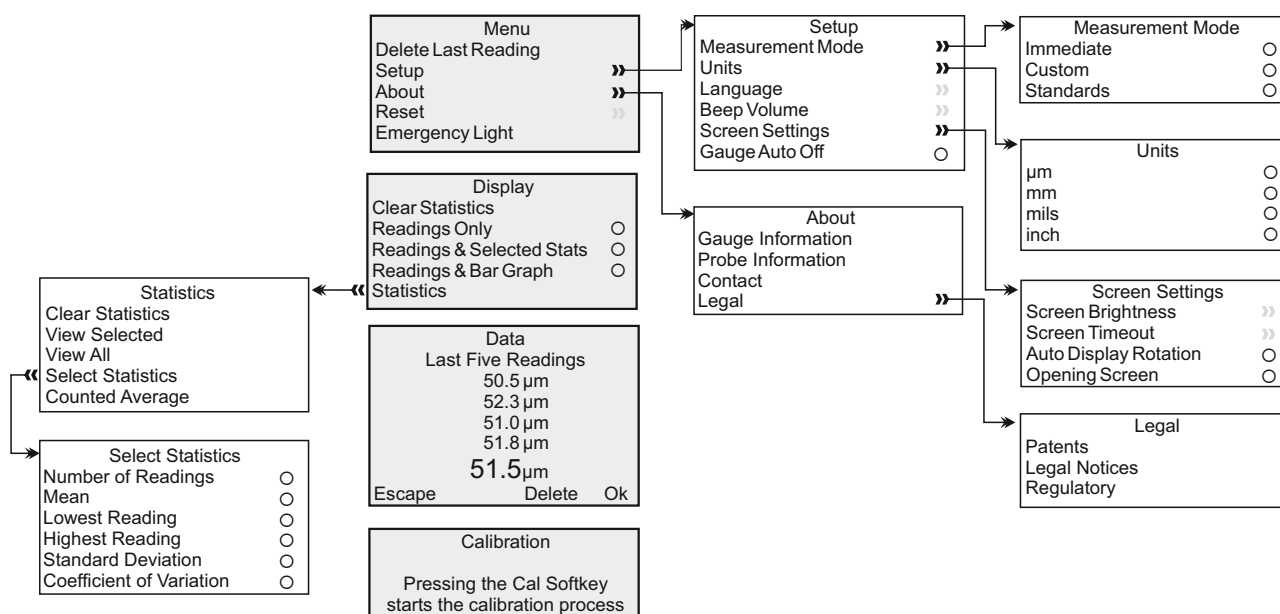 Menu
Delete Last Reading
Setup
About
Reset
Emergency Light
Display
Clear Statistics
Readings Only
Readings & Selected Stats
Readings & Bar Graph
Statistics
Statistics
Clear Statistics
View Selected
View All
Select Statistics
Counted Average
Select Statistics
Number of Readings
Mean
Lowest Reading
Highest Reading
Standard Deviation
Coefficient of Variation
Data
Last Five Readings
50.5 µm
52.3 µm
51.0 µm
51.8 µm
51.5µm
Escape Delete Ok
Calibration
Pressing the Cal Softkey
starts the calibration process
Setup
Measurement Mode
Units
Language
Beep Volume
Screen Settings
Gauge Auto Off
About
Gauge Information
Probe Information
Contact
Legal
Measurement Mode
Immediate
Custom
Standards
Units
µm
mm
mils
inch
Screen Settings
Screen Brightness
Screen Timeout
Auto Display Rotation
Opening Screen
Legal
Patents
Legal Notices
Regulatory